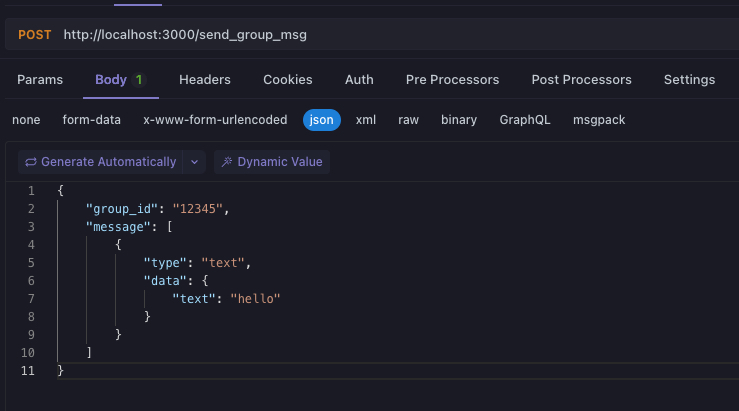 POST http://localhost:3000/send_group_msg
Params Body 1 Headers Cookies Auth Pre Processors Post Processors Settings
none form-data x-www-form-urlencoded json xml raw binary GraphQL msgpack
Generate Automatically Dynamic Value
1 {
2     "group_id": "12345",
3     "message": [
4         {
5             "type": "text",
6             "data": {
7                 "text": "hello"
8             }
9         }
10     ]
11 }